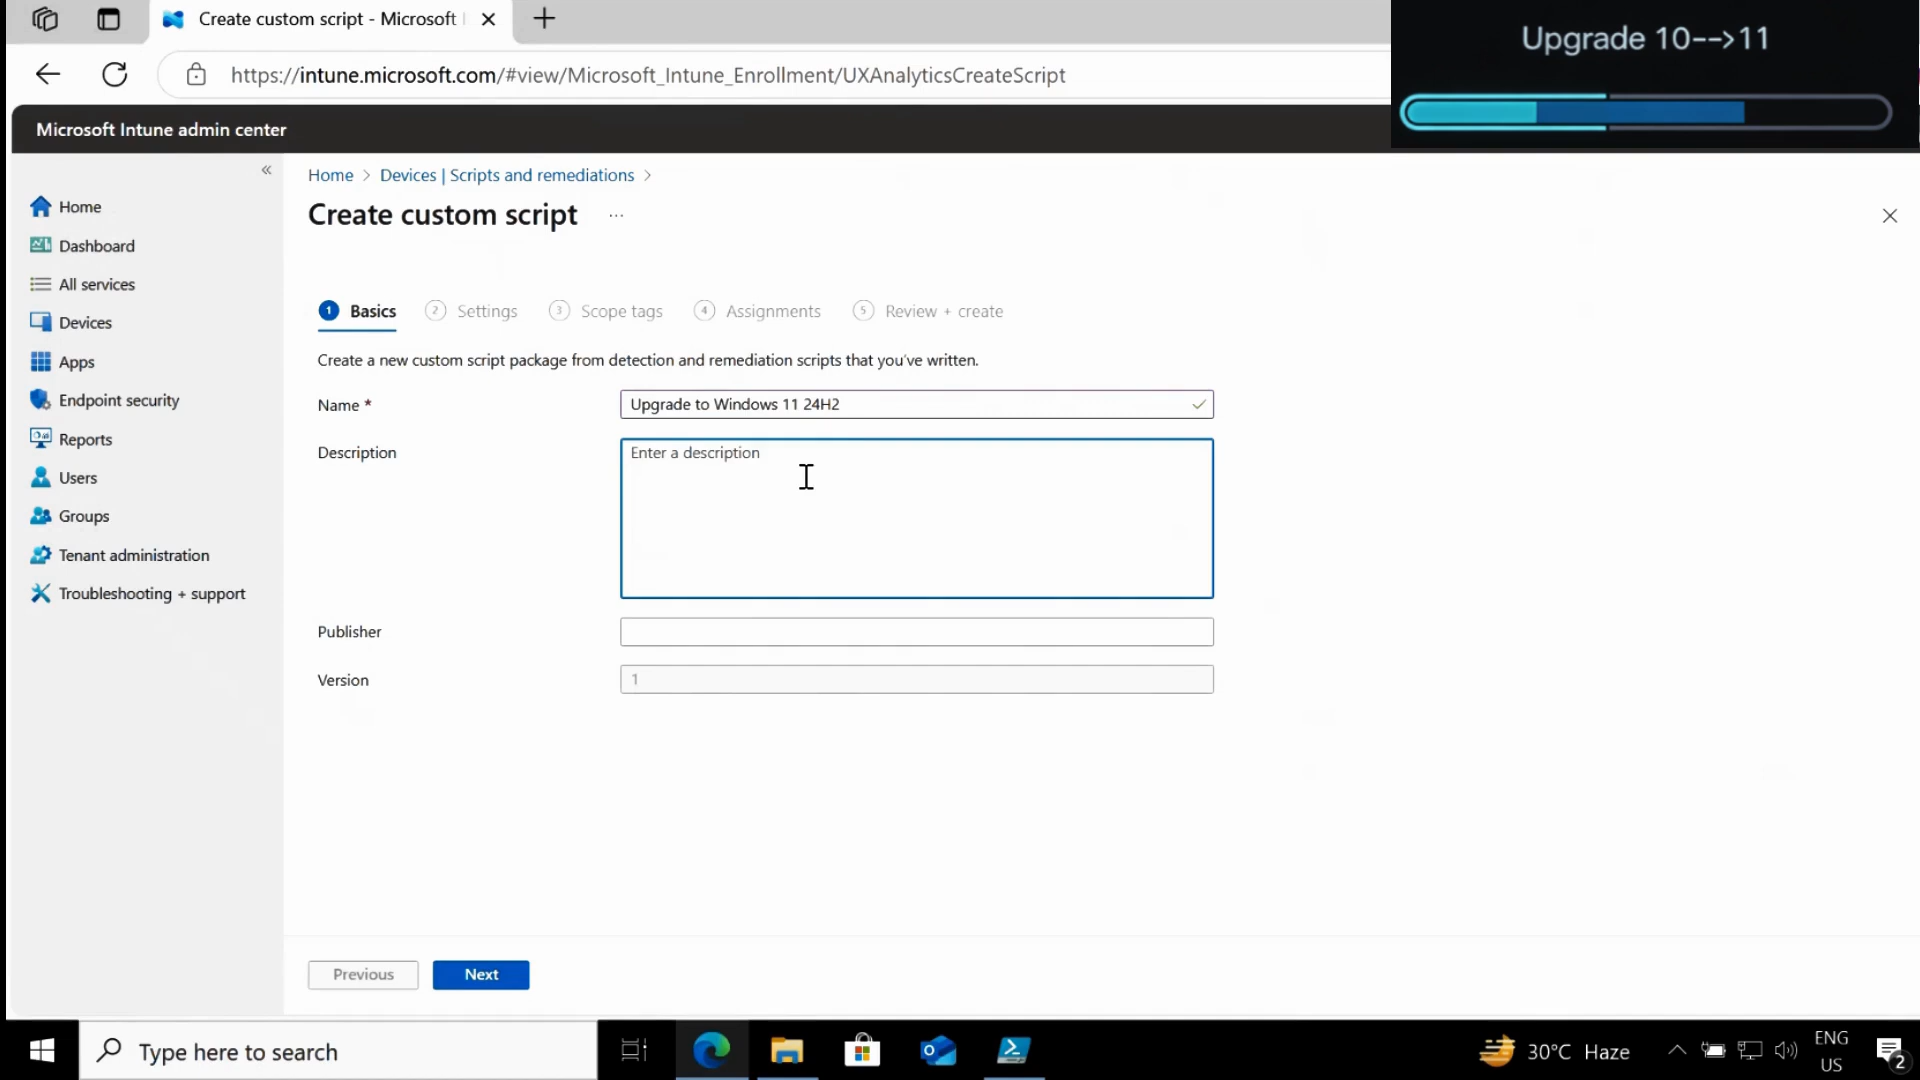 Create custom script - Microsoft
Upgrade 10-->11
https://intune.microsoft.com/#view/Microsoft_Intune_Enrollment/UXAnalyticsCreateScript
Microsoft Intune admin center
«
Home > Devices | Scripts and remediations >
Create custom script ...
Home
Dashboard
All services
Devices
Apps
Endpoint security
Reports
Users
Groups
Tenant administration
Troubleshooting + support
1 Basics 2 Settings 3 Scope tags 4 Assignments 5 Review + create
Create a new custom script package from detection and remediation scripts that you've written.
Name * Upgrade to Windows 11 24H2
Description Enter a description
Publisher
Version 1
Previous Next
Type here to search
30°C Haze
ENG
US
2